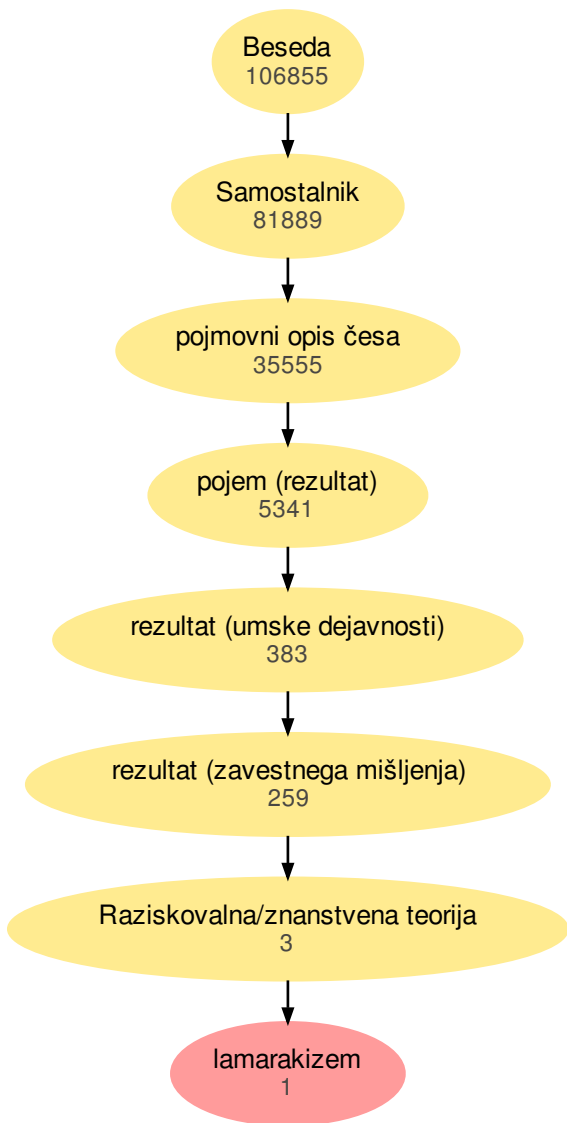 Beseda
106855
Samostalnik
81889
pojmovni opis česa
35555
pojem (rezultat)
5341
rezultat (umske dejavnosti)
383
rezultat (zavestnega mišljenja)
259
Raziskovalna/znanstvena teorija
3
lamarakizem
1